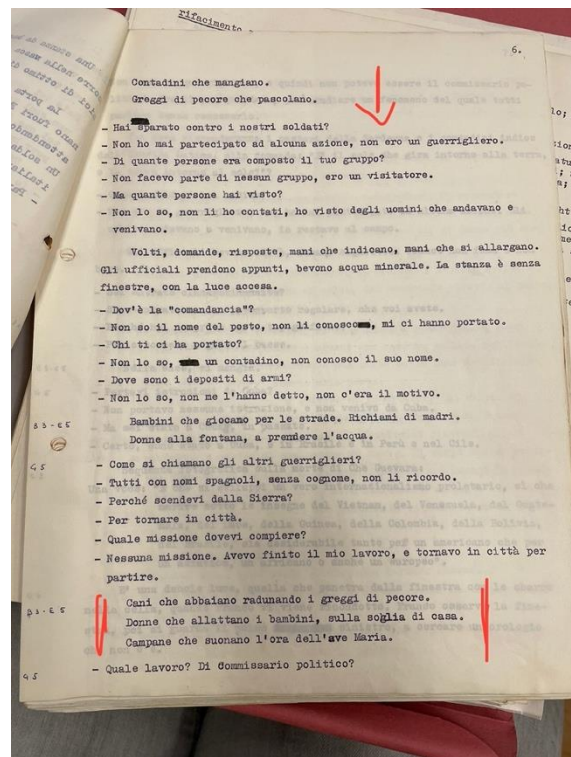 rifacimento -
6.
Contadini che mangiano.
Greggi di pecore che pascolano.
- Hai sparato contro i nostri soldati?
- Non ho mai partecipato ad alcuna azione, non ero un guerrigliero.
- Di quante persone era composto il tuo gruppo?
- Non facevo parte di nessun gruppo, ero un visitatore.
- Ma quante persone hai visto?
- Non lo so, non li ho contati, ho visto degli uomini che andavano e
venivano.
Volti, domande, risposte, mani che indicano, mani che si allargano.
Gli ufficiali prendono appunti, bevono acqua minerale. La stanza è senza
finestre, con la luce accesa.
- Dov'è la "comandancia"?
- Non so il nome del posto, non li conosco, mi ci hanno portato.
- Chi ti ci ha portato?
- Non lo so, un contadino, non conosco il suo nome.
- Dove sono i depositi di armi?
- Non lo so, non me l'hanno detto, non c'era il motivo.
Bambini che giocamo per le strade. Richiami di madri.
Donne alla fontana, a prendere l'acqua.
- Come si chiamano gli altri guerriglieri?
- Tutti con nomi spagnoli, senza cognome, non li ricordo.
- Perché scendevi dalla Sierra?
- Per tornare in città.
- Quale missione dovevi compiere?
- Nessuna missione. Avevo finito il mio lavoro, e tornavo in città per
partire.
Cani che abbaiano radunando i greggi di pecore.
Donne che allattano i bambini, sulla soglia di casa.
Campane che suonano l'ora dell'ave Maria.
- Quale lavoro? Di Commissario politico?